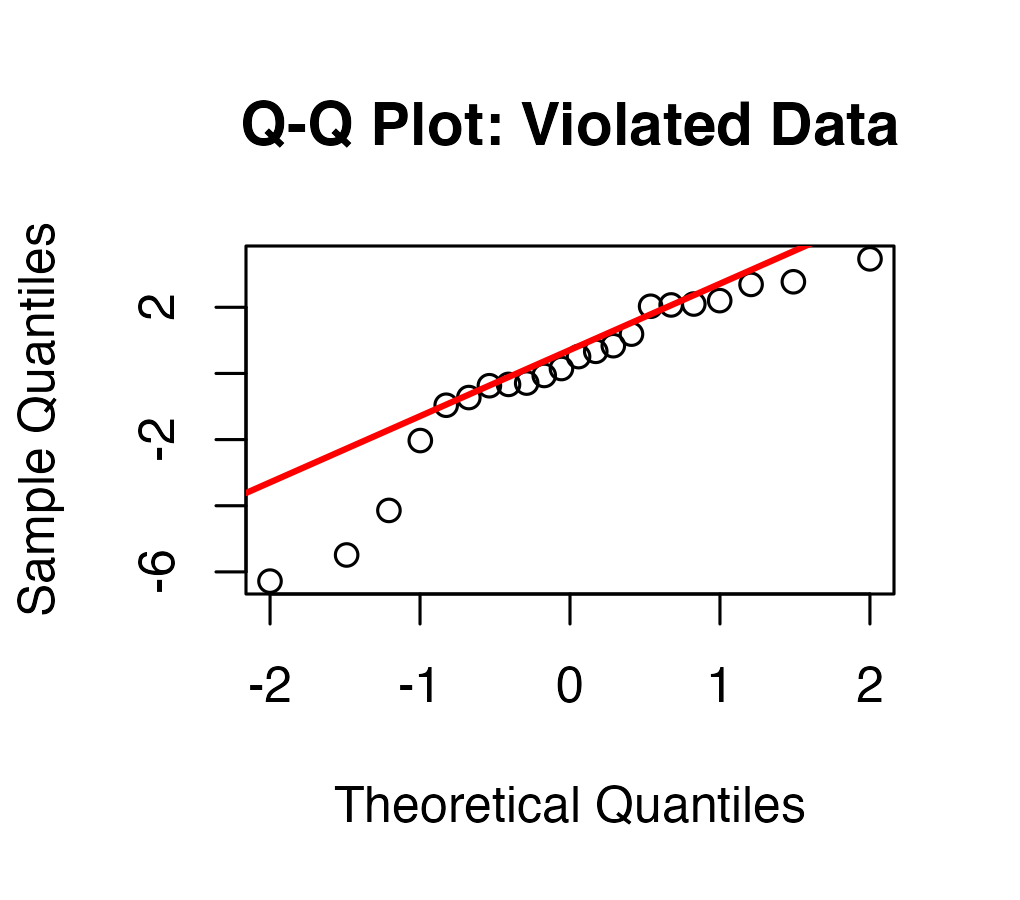 Q-Q Plot: Violated Data
Sample Quantiles
2
-2
-6
-2 -1 0 1 2
Theoretical Quantiles